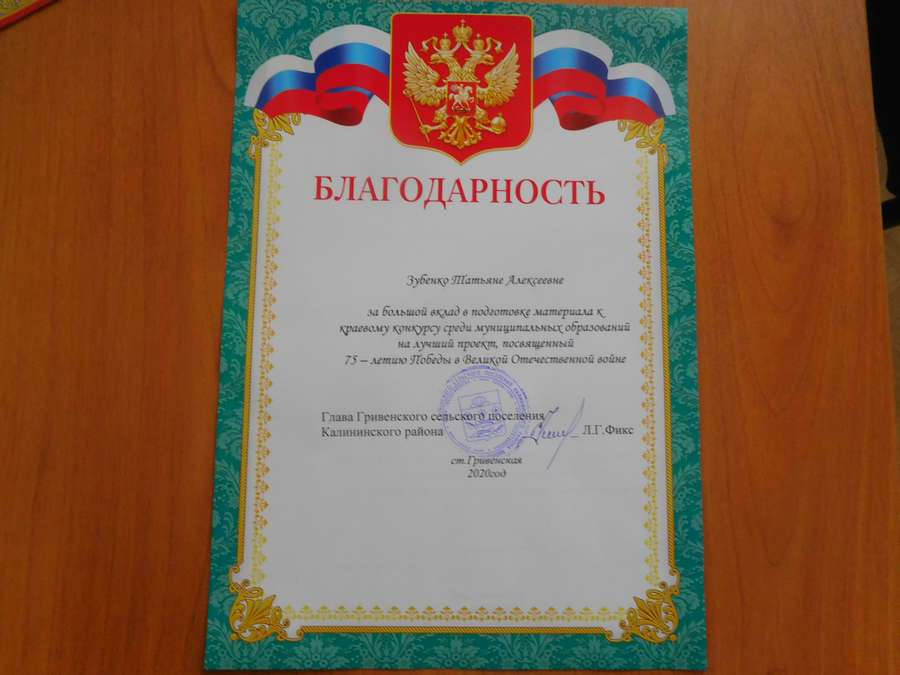 БЛАГОДАРНОСТЬ
Зубенко Татьяне Алексеевне
за большой вклад в подготовке материала к
краевому конкурсу среди муниципальных образований
на лучший проект, посвященный
75 – летию Победы в Великой Отечественной войне
Глава Гривенского сельского поселения
Калининского района Л.Г.Фикс
ст.Гривенская
2020год